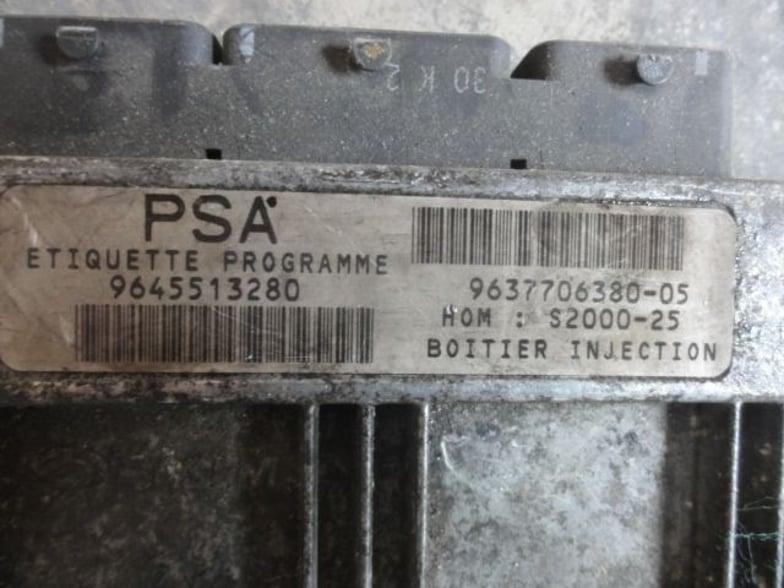 30 K 2
PSA
ETIQUETTE PROGRAMME
9645513280
9637706380-05
HOM : S2000-25
BOITIER INJECTION